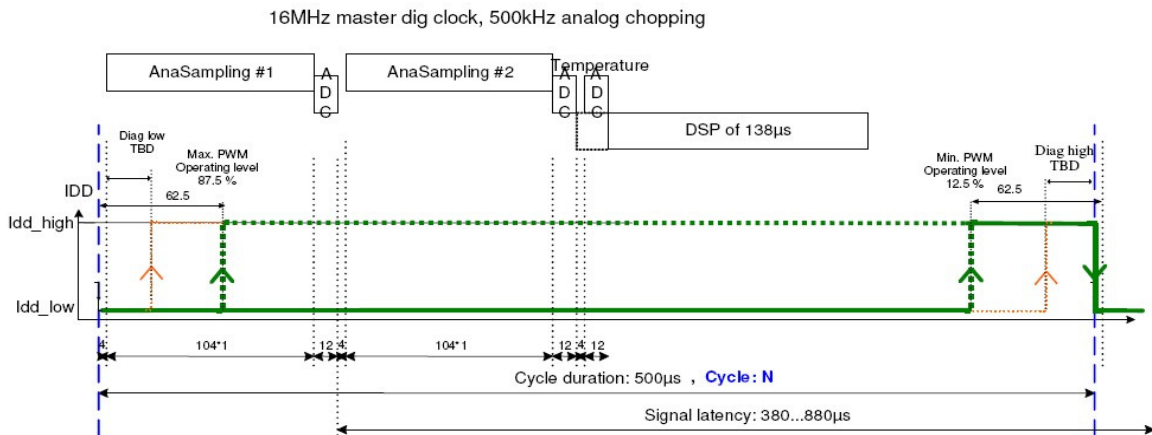 16MHz master dig clock, 500kHz analog chopping
AnaSampling #1
A
D
C
AnaSampling #2
Temperature
A
D
C
A
D
C
DSP of 138µs
Diag low
TBD
Max. PWM
Operating level
87.5 %
Min. PWM
Operating level
12.5 %
Diag high
TBD
IDD
62.5
62.5
Idd_high
Idd_low
4
104*1
12
4
104*1
12
4
12
Cycle duration: 500µs , Cycle: N
Signal latency: 380...880µs